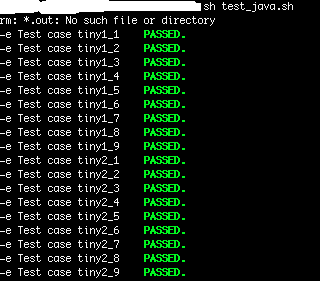 sh test_java.sh
rm: *.out: No such file or directory
-e Test case tiny1_1 PASSED.
-e Test case tiny1_2 PASSED.
-e Test case tiny1_3 PASSED.
-e Test case tiny1_4 PASSED.
-e Test case tiny1_5 PASSED.
-e Test case tiny1_6 PASSED.
-e Test case tiny1_7 PASSED.
-e Test case tiny1_8 PASSED.
-e Test case tiny1_9 PASSED.
-e Test case tiny2_1 PASSED.
-e Test case tiny2_2 PASSED.
-e Test case tiny2_3 PASSED.
-e Test case tiny2_4 PASSED.
-e Test case tiny2_5 PASSED.
-e Test case tiny2_6 PASSED.
-e Test case tiny2_7 PASSED.
-e Test case tiny2_8 PASSED.
-e Test case tiny2_9 PASSED.